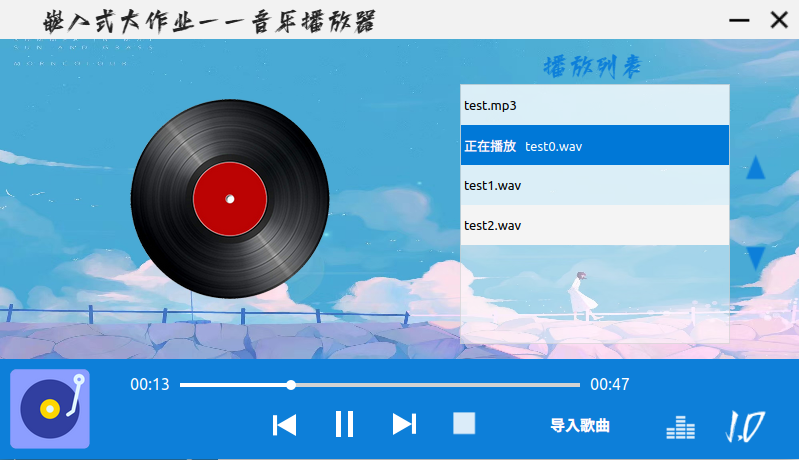 嵌入式大作业——音乐播放器
播放列表
test.mp3
正在播放 test0.wav
test1.wav
test2.wav
00:13
00:47
导入歌曲
1.0